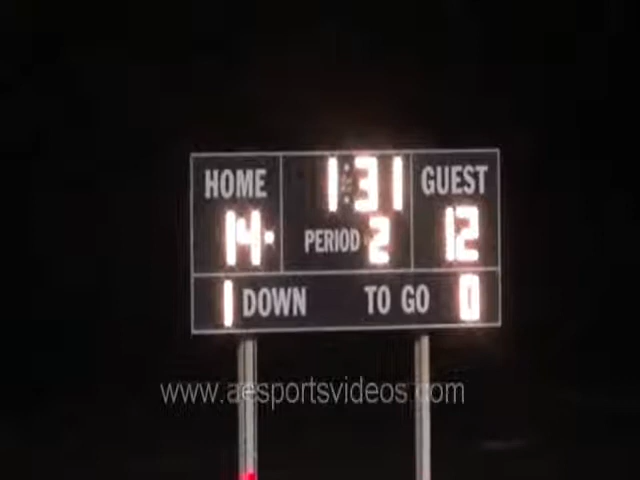 HOME 1:31 GUEST
14 PERIOD 2 12
1 DOWN TO GO 0
www.aesportsvideos.com